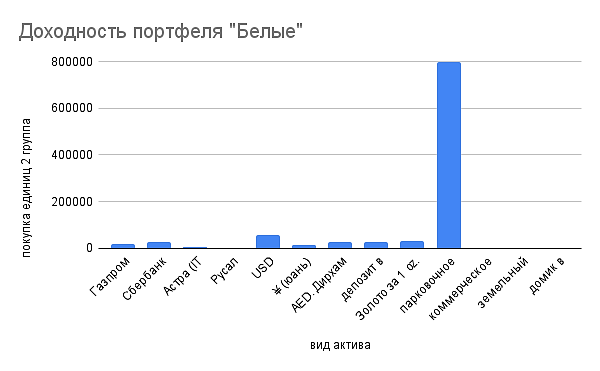 Доходность портфеля "Белые"
покупка единиц 2 группа
800000
600000
400000
200000
0
Газпром
Сбербанк
Астра (IT
Русал
USD
¥ (юань)
AED. Дирхам
депозит в
Золото за 1 oz.
парковочное
коммерческое
земельный
домик в
вид актива